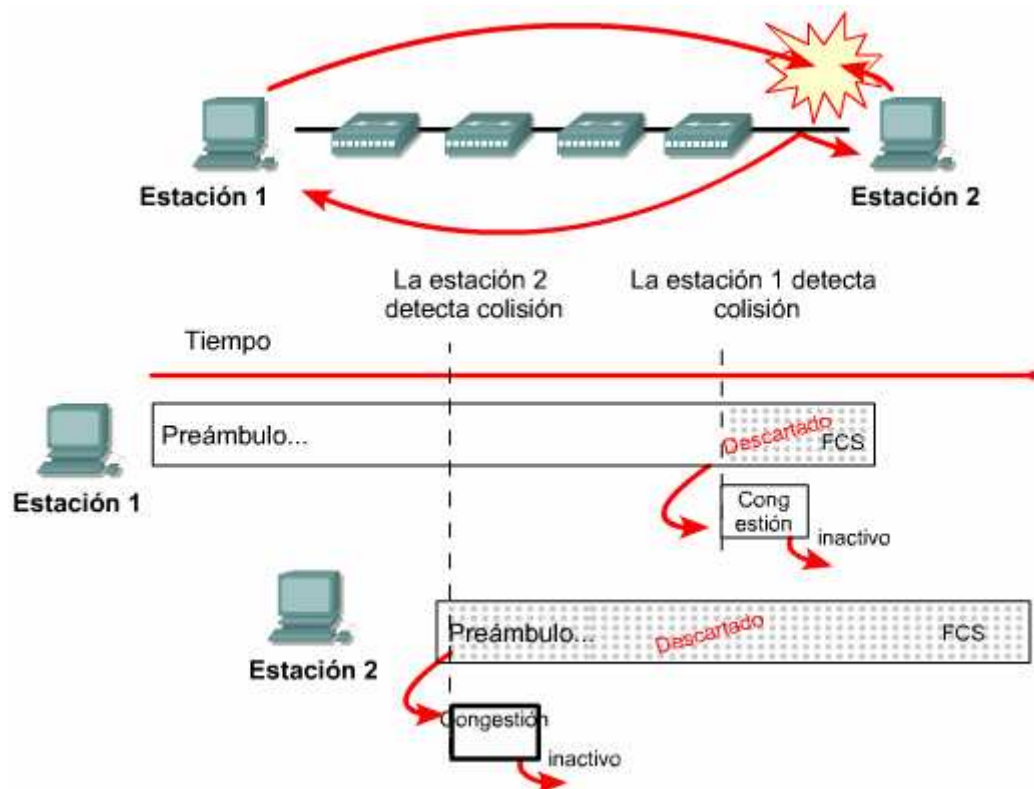 Estación 1
Estación 2
La estación 2
detecta colisión
La estación 1 detecta
colisión
Tiempo
Preámbulo...
Descartado
FCS
Estación 1
Cong
estión
inactivo
Preámbulo...
Descartado
FCS
Estación 2
Congestión
inactivo